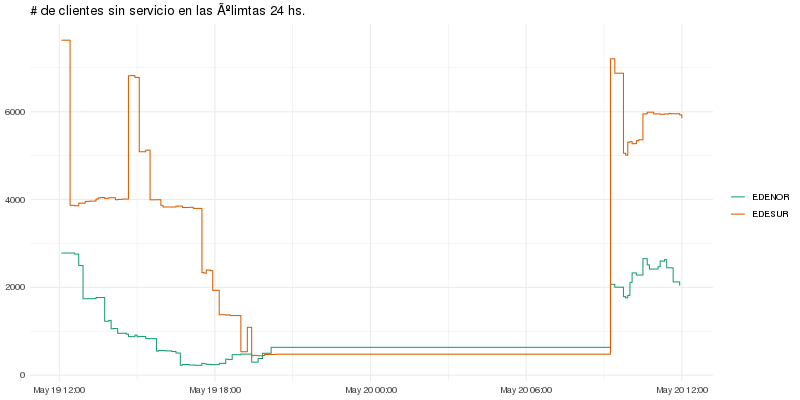 # de clientes sin servicio en las Ãºlimtas 24 hs.
6000
4000
2000
0
May 19 12:00
May 19 18:00
May 20 00:00
May 20 06:00
May 20 12:00
EDENOR
EDESUR